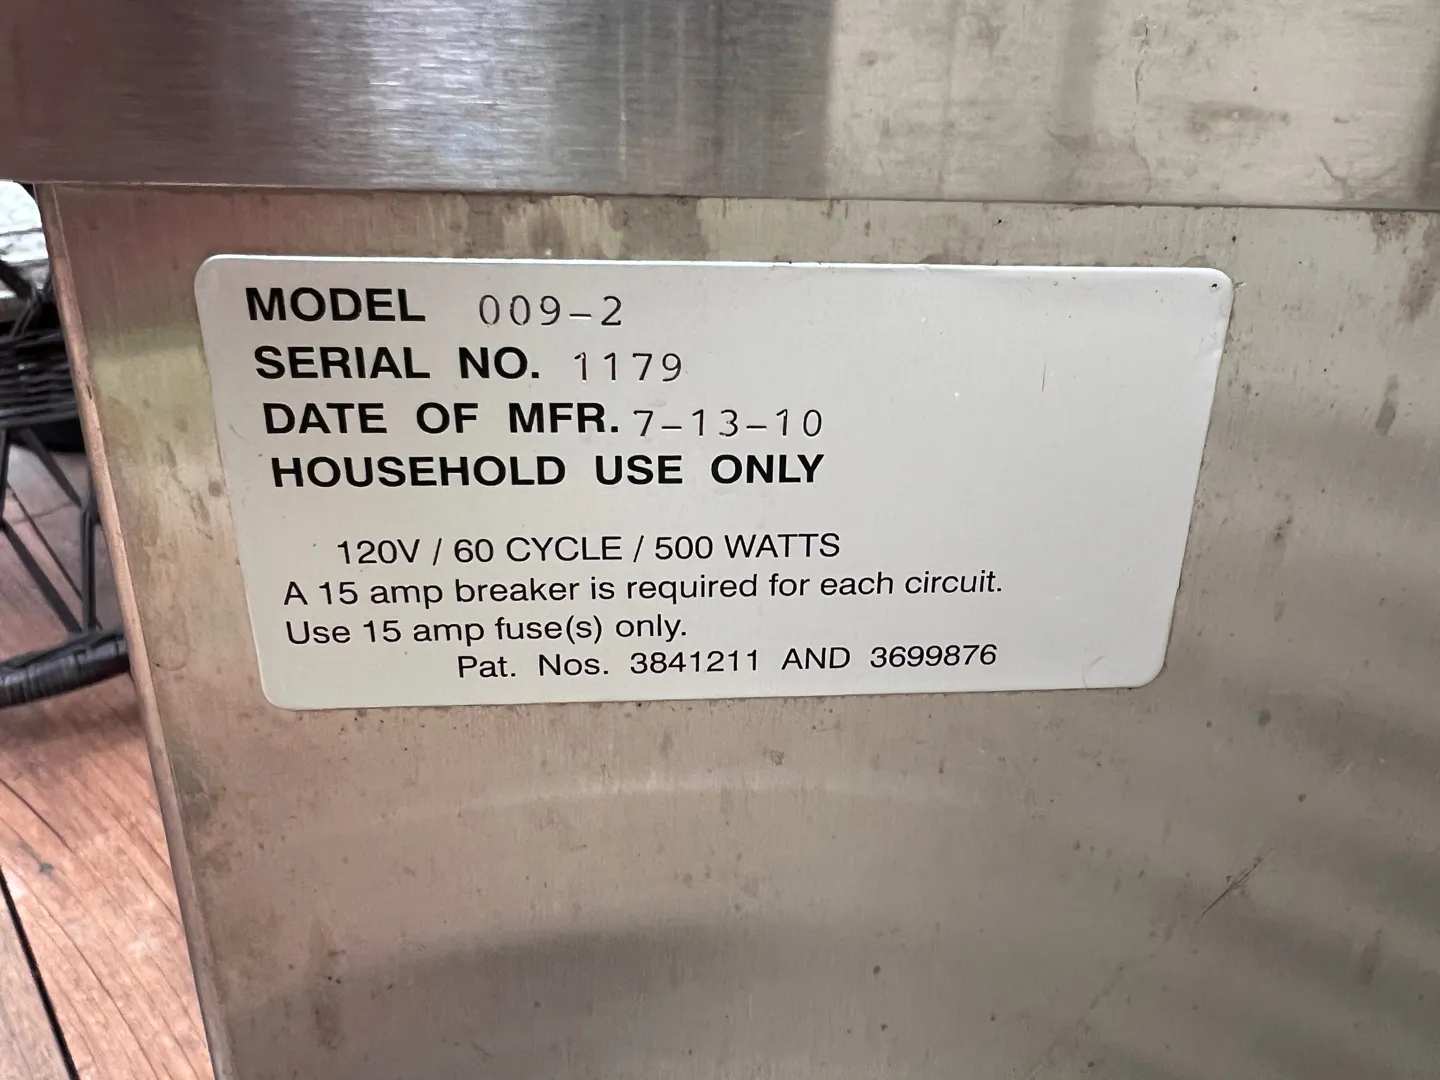 MODEL 009-2
SERIAL NO. 1179
DATE OF MFR. 7-13-10
HOUSEHOLD USE ONLY
120V / 60 CYCLE / 500 WATTS
A 15 amp breaker is required for each circuit.
Use 15 amp fuse(s) only.
Pat. Nos. 3841211 AND 3699876